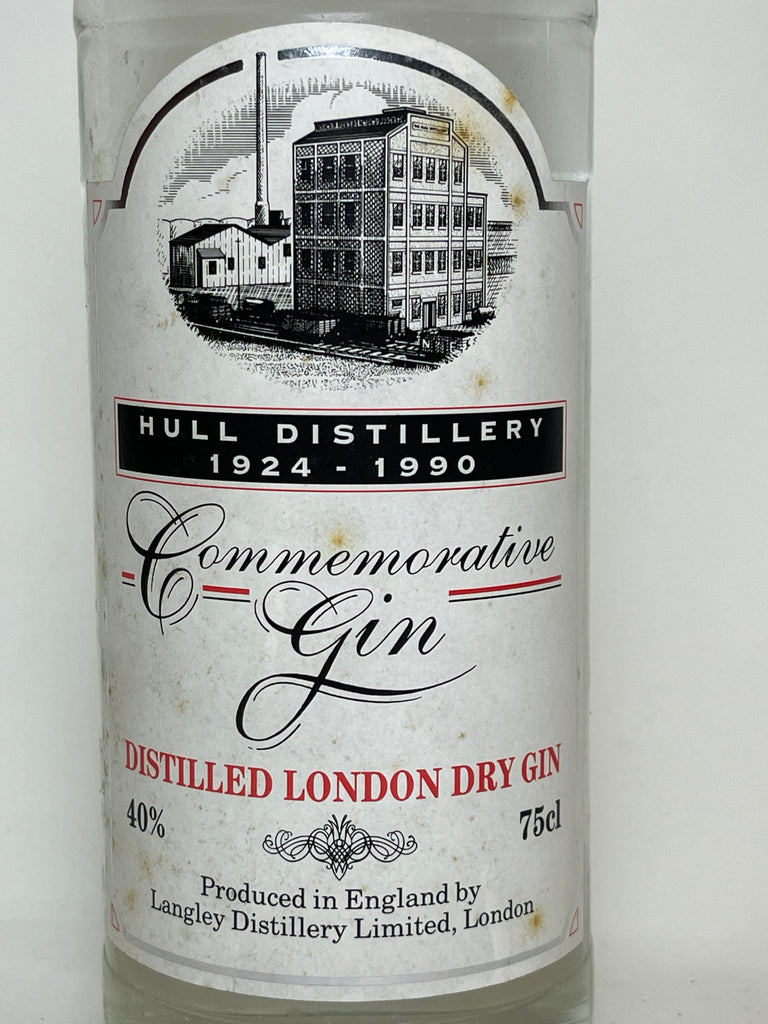 HULL DISTILLERY
1924 - 1990
Commemorative
Gin
DISTILLED LONDON DRY GIN
40%
75cl
Produced in England by
Langley Distillery Limited, London